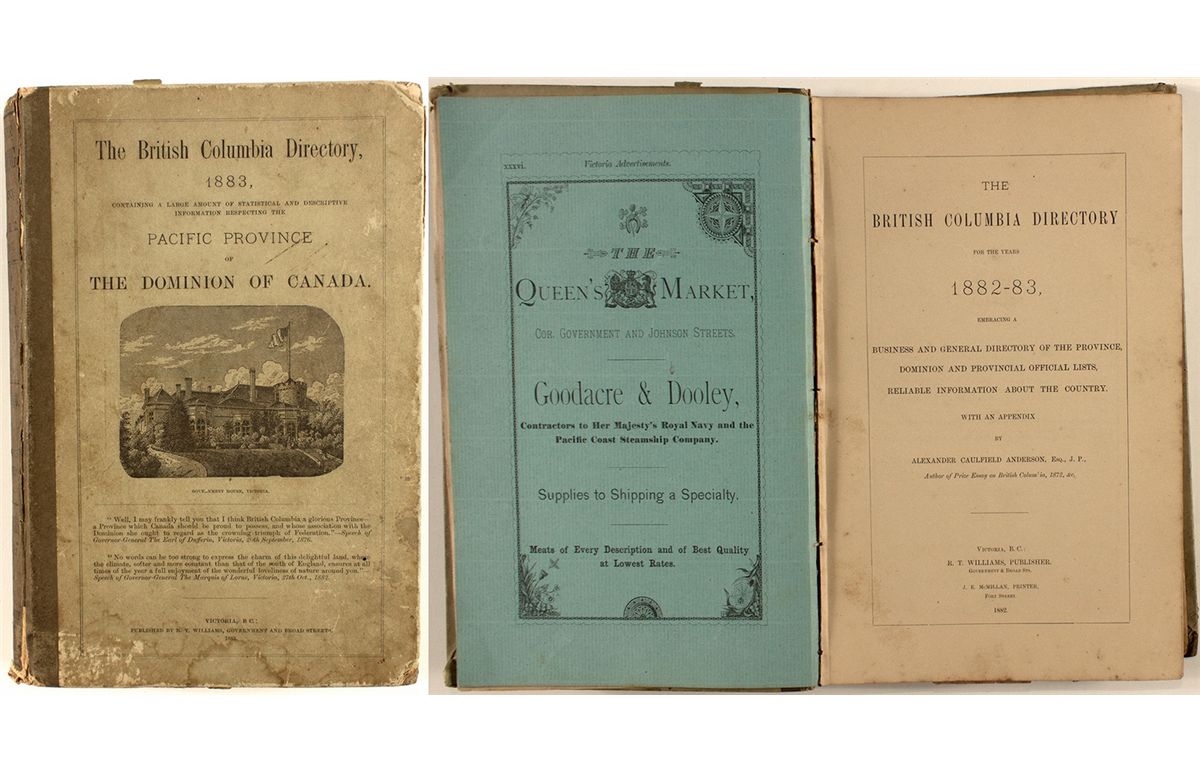 The British Columbia Directory,
1883,
CONTAINING A LARGE AMOUNT OF STATISTICAL AND DESCRIPTIVE
INFORMATION RESPECTING THE
PACIFIC PROVINCE
OF
THE DOMINION OF CANADA.
HOUSE, VICTORIA.
"Well, I may frankly tell you that I think British Columbia a glorious Province—
a Province which Canada should be proud to possess, and whose association with the
Dominion she ought to regard as the crowning triumph of Federation."—Speech of
Governor-General The Earl of Dufferin, Victoria, 20th September, 1876.
"No words can be too strong to express the charm of this delightful land, where
the climate, softer and more constant than that of the south of England, ensures at all
times of the year a full enjoyment of the wonderful loveliness of nature around you."—
Speech of Governor-General The Marquis of Lorne, Victoria, 27th Oct., 1882.
VICTORIA, B C:
PUBLISHED BY R. T. WILLIAMS, GOVERNMENT AND BROAD STREETS.
xxxvi. Victoria Advertisements.
THE
QUEEN'S MARKET,
COR. GOVERNMENT AND JOHNSON STREETS.
Goodacre & Dooley,
Contractors to Her Majesty's Royal Navy and the
Pacific Coast Steamship Company.
Supplies to Shipping a Specialty.
Meats of Every Description and of Best Quality
at Lowest Rates.
THE
BRITISH COLUMBIA DIRECTORY
FOR THE YEARS
1882-83,
EMBRACING A
BUSINESS AND GENERAL DIRECTORY OF THE PROVINCE,
DOMINION AND PROVINCIAL OFFICIAL LISTS,
RELIABLE INFORMATION ABOUT THE COUNTRY.
WITH AN APPENDIX
BY
ALEXANDER CAULFIELD ANDERSON, ESQ., J. P.,
Author of Prize Essay on British Columbia, 1872, &c.
VICTORIA, B. C.:
R. T. WILLIAMS, PUBLISHER.
GOVERNMENT & BROAD STS.
J. E. McMILLAN, PRINTER,
FORT STREET.
1882.